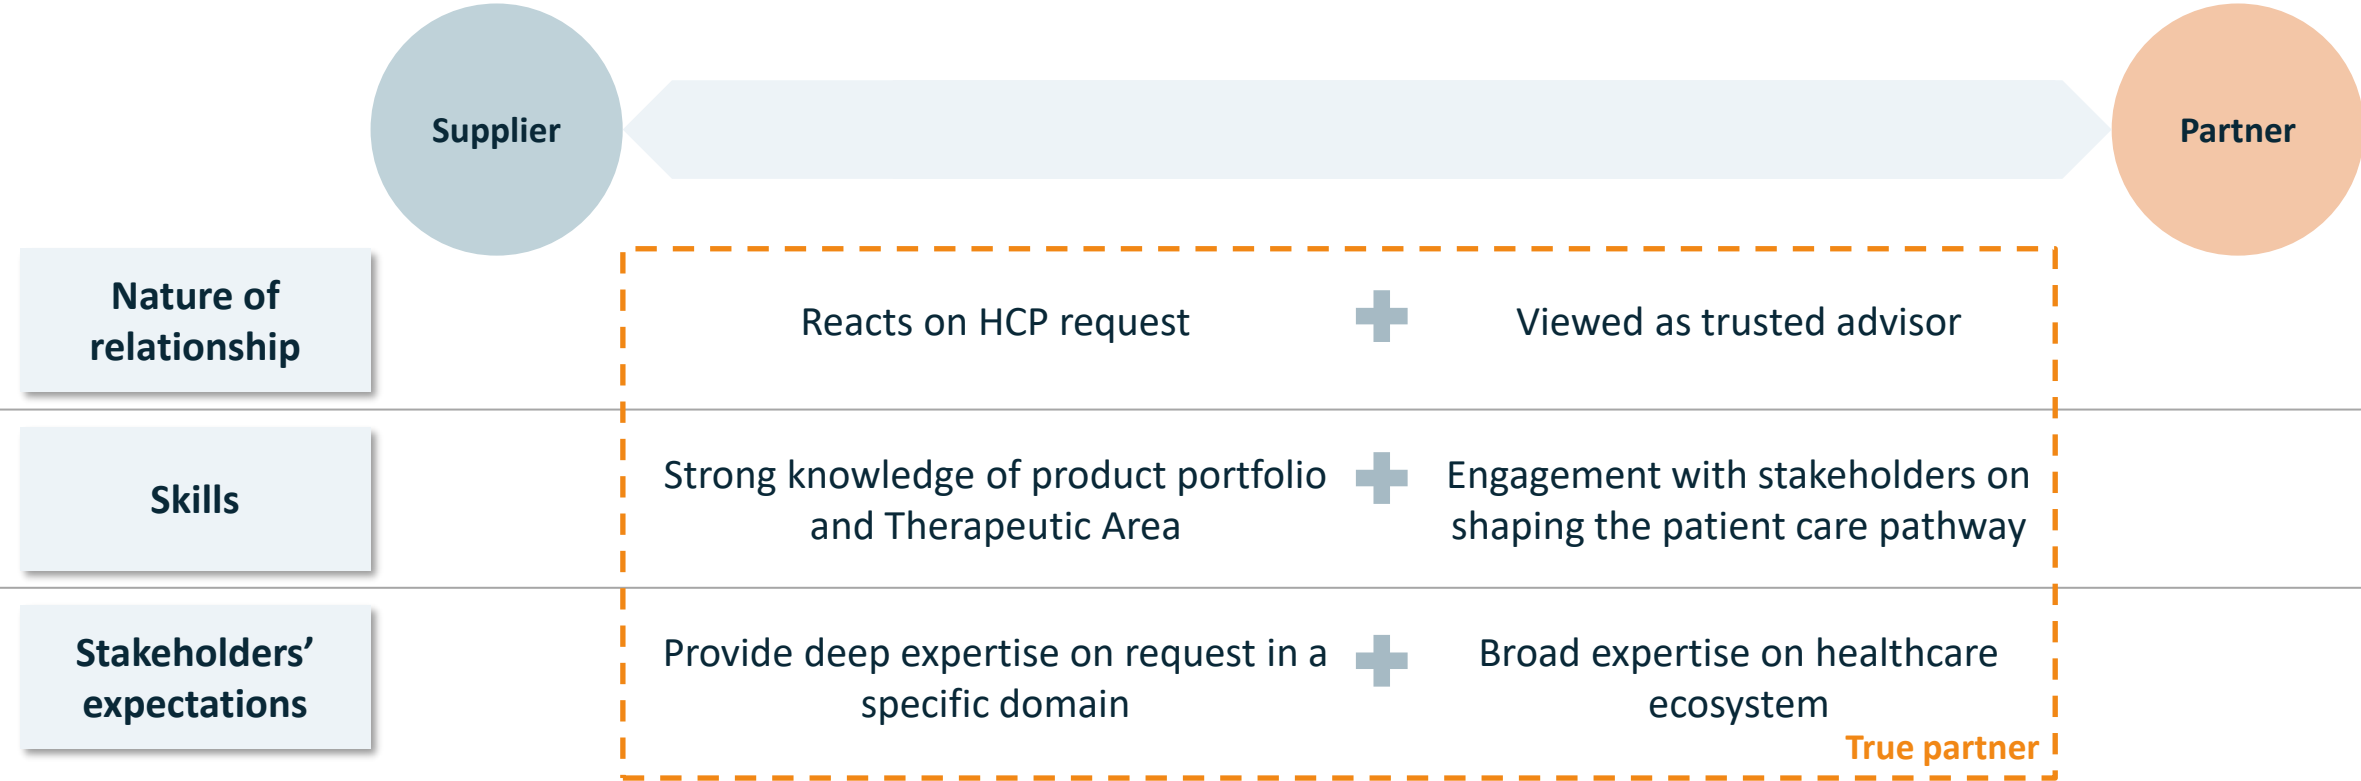 Supplier
Partner
Nature of
relationship
Reacts on HCP request
Viewed as trusted advisor
Skills
Strong knowledge of product portfolio
and Therapeutic Area
Engagement with stakeholders on
shaping the patient care pathway
Stakeholders’
expectations
Provide deep expertise on request in a
specific domain
Broad expertise on healthcare
ecosystem
True partner